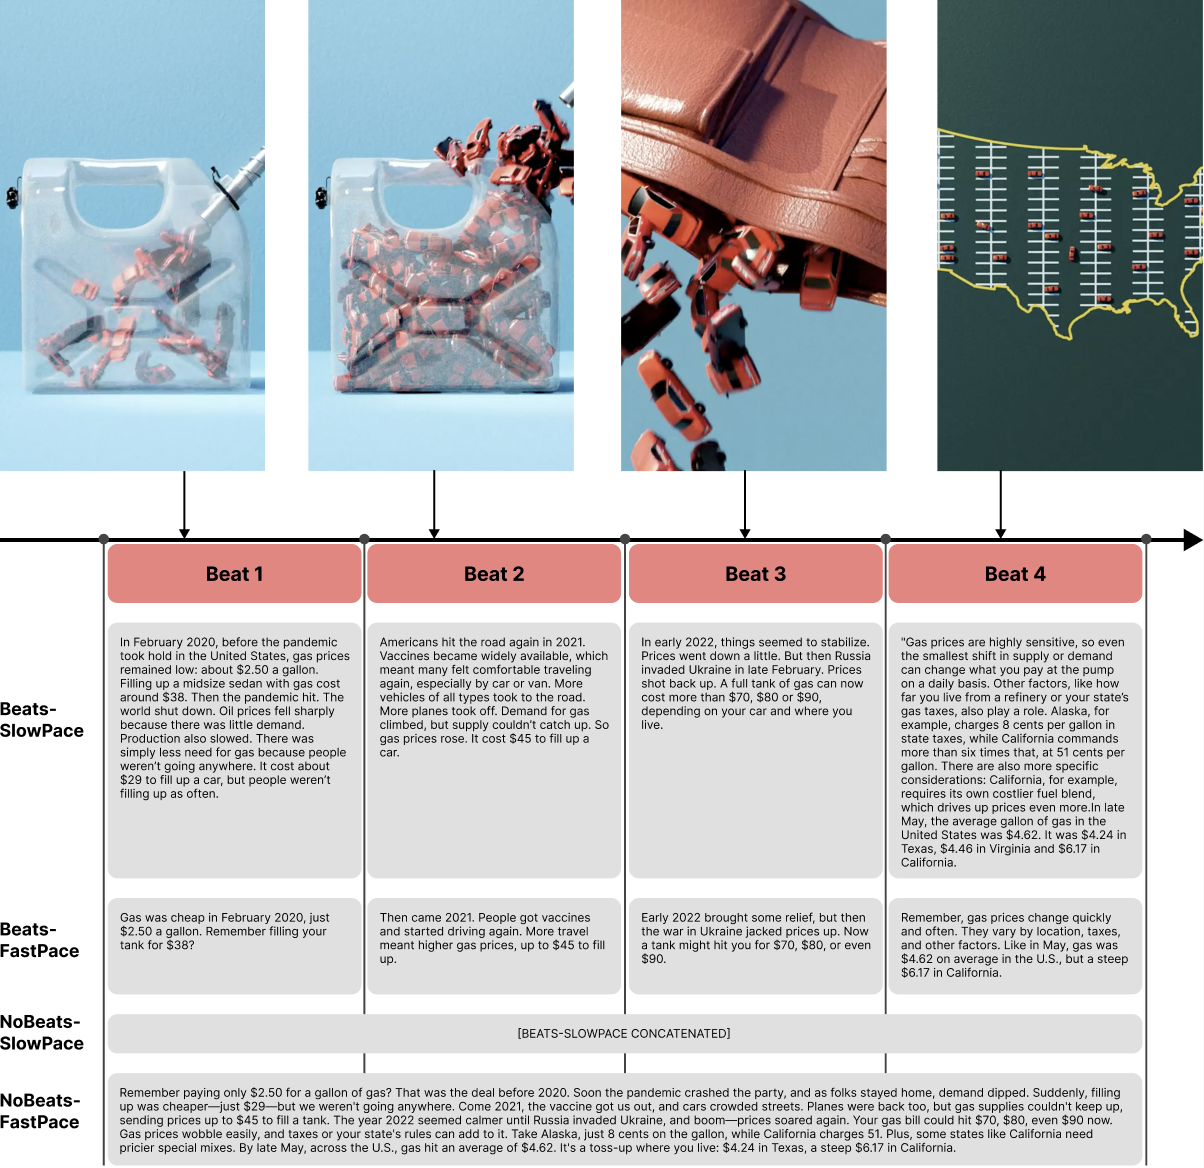 Beat 1
Beat 2
Beat 3
Beat 4
Beats-
SlowPace
In February 2020, before the pandemic
took hold in the United States, gas prices
remained low: about $2.50 a gallon.
Filling up a midsize sedan with gas cost
around $38. Then the pandemic hit. The
world shut down. Oil prices fell sharply
because there was little demand.
Production also slowed. There was
simply less need for gas because people
weren’t going anywhere. It cost about
$29 to fill up a car, but people weren’t
filling up as often.
Americans hit the road again in 2021.
Vaccines became widely available, which
meant many felt comfortable traveling
again, especially by car or van. More
vehicles of all types took to the road.
More planes took off. Demand for gas
climbed, but supply couldn’t catch up. So
gas prices rose. It cost $45 to fill up a
car.
In early 2022, things seemed to stabilize.
Prices went down a little. But then Russia
invaded Ukraine in late February. Prices
shot back up. A full tank of gas can now
cost more than $70, $80 or $90,
depending on your car and where you
live.
"Gas prices are highly sensitive, so even
the smallest shift in supply or demand
can change what you pay at the pump
on a daily basis. Other factors, like how
far you live from a refinery or your state’s
gas taxes, also play a role. Alaska, for
example, charges 8 cents per gallon in
state taxes, while California commands
more than six times that, at 51 cents per
gallon. There are also more specific
considerations: California, for example,
requires its own costlier fuel blend,
which drives up prices even more.In late
May, the average gallon of gas in the
United States was $4.62. It was $4.24 in
Texas, $4.46 in Virginia and $6.17 in
California.
Beats-
FastPace
Gas was cheap in February 2020, just
$2.50 a gallon. Remember filling your
tank for $38?
Then came 2021. People got vaccines
and started driving again. More travel
meant higher gas prices, up to $45 to fill
up.
Early 2022 brought some relief, but then
the war in Ukraine jacked prices up. Now
a tank might hit you for $70, $80, or even
$90.
Remember, gas prices change quickly
and often. They vary by location, taxes,
and other factors. Like in May, gas was
$4.62 on average in the U.S., but a steep
$6.17 in California.
NoBeats-
SlowPace
[BEATS-SLOWPACE CONCATENATED]
NoBeats-
FastPace
Remember paying only $2.50 for a gallon of gas? That was the deal before 2020. Soon the pandemic crashed the party, and as folks stayed home, demand dipped. Suddenly, filling
up was cheaper—just $29—but we weren't going anywhere. Come 2021, the vaccine got us out, and cars crowded streets. Planes were back too, but gas supplies couldn't keep up,
sending prices up to $45 to fill a tank. The year 2022 seemed calmer until Russia invaded Ukraine, and boom—prices soared again. Your gas bill could hit $70, $80, even $90 now.
Gas prices wobble easily, and taxes or your state's rules can add to it. Take Alaska, just 8 cents on the gallon, while California charges 51. Plus, some states like California need
pricier special mixes. By late May, across the U.S., gas hit an average of $4.62. It's a toss-up where you live: $4.24 in Texas, a steep $6.17 in California.